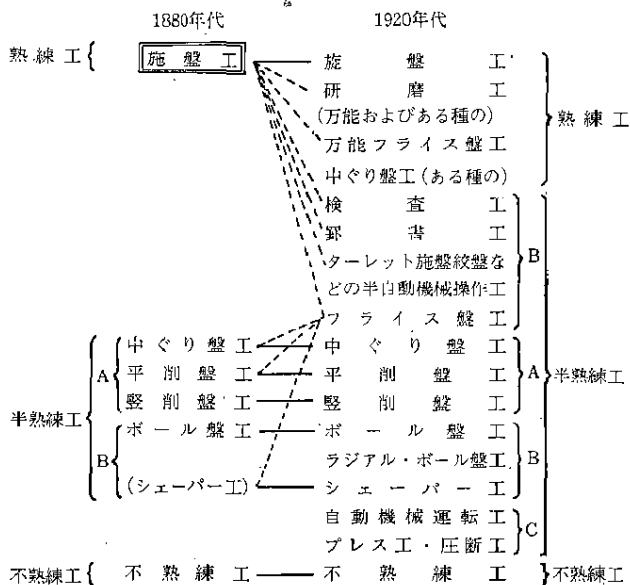 1880年代 1920年代
熟練工 施盤工 旋盤工
研磨工
(万能およびある種の) 熟練工
万能フライス盤工
中ぐり盤工(ある種の)
検査工
罫書工
ターレット施盤絞盤な B
どの半自動機械操作工
フライス盤工
中ぐり盤工 中ぐり盤工
A 平削盤工 平削盤工 A 半熟練工
竪削盤工 竪削盤工
半熟練工 ボール盤工 ボール盤工
B ラジアル・ボール盤工 B
(シェーパー工) シェーパー工
自動機械運転工 C
プレス工・圧断工
不熟練工 不熟練工 不熟練工 不熟練工